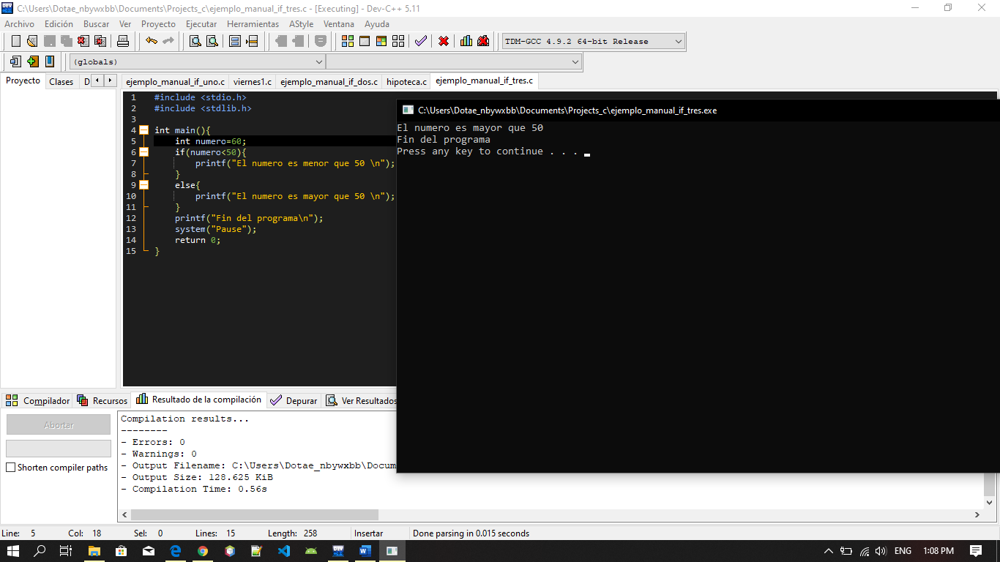 C:\Users\Dotae_nbywxbb\Documents\Projects_c\ejemplo_manual_if_tres.c - [Executing] - Dev-C++ 5.11
Archivo Edición Buscar Ver Proyecto Ejecutar Herramientas AStyle Ventana Ayuda
TDM-GCC 4.9.2 64-bit Release
(globals)
Proyecto Clases D
ejemplo_manual_if_uno.c viernes1.c ejemplo_manual_if_dos.c hipoteca.c ejemplo_manual_if_tres.c
1 #include <stdio.h>
2 #include <stdlib.h>
3
4 int main(){
5 int numero=60;
6 if(numero<50){
7 printf("El numero es menor que 50 \n");
8 }
9 else{
10 printf("El numero es mayor que 50 \n");
11 }
12 printf("Fin del programa\n");
13 system("Pause");
14 return 0;
15 }
C:\Users\Dotae_nbywxbb\Documents\Projects_c\ejemplo_manual_if_tres.exe
El numero es mayor que 50
Fin del programa
Press any key to continue . . .
Compilador Recursos Resultado de la compilación Depurar Ver Resultados
Abortar
Shorten compiler paths
Compilation results...
--------
- Errors: 0
- Warnings: 0
- Output Filename: C:\Users\Dotae_nbywxbb\Docum
- Output Size: 128.625 KiB
- Compilation Time: 0.56s
Line: 5 Col: 18 Sel: 0 Lines: 15 Length: 258 Insertar Done parsing in 0.015 seconds
ENG 1:08 PM